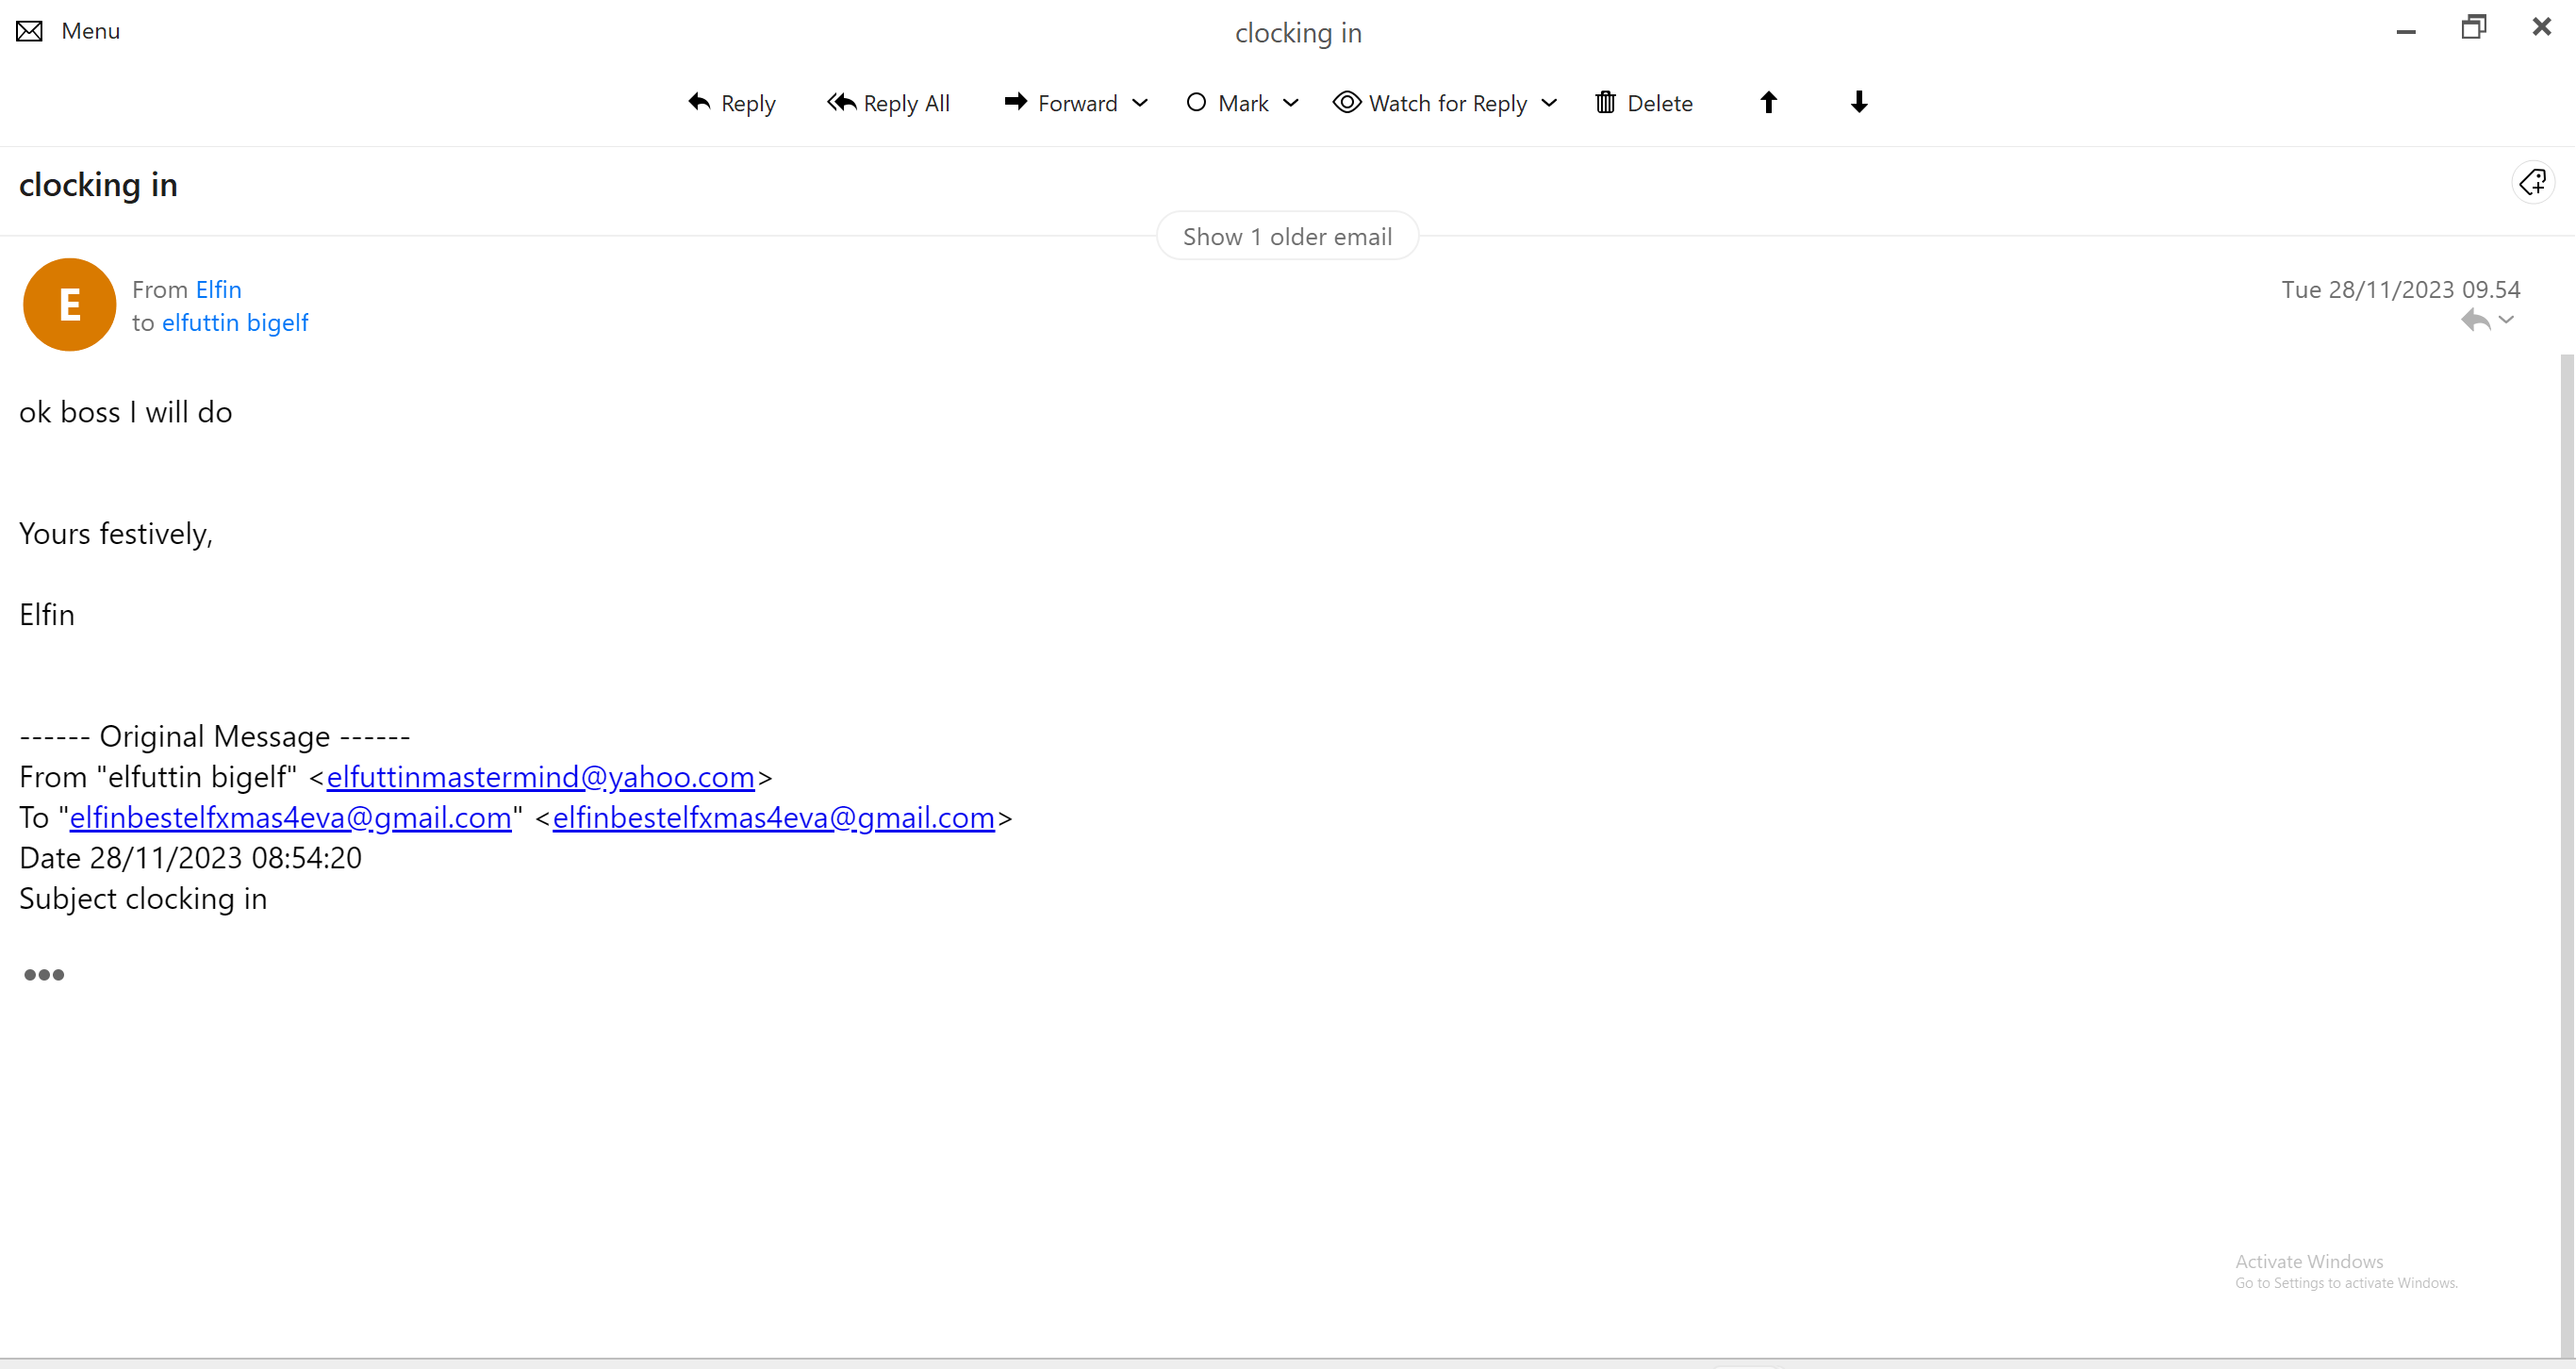 Menu
clocking in
Reply
Reply All
Forward
Mark
Watch for Reply
Delete
clocking in
Show 1 older email
E
From Elfin
to elfuttin bigelf
Tue 28/11/2023 09.54
ok boss I will do
Yours festively,
Elfin
------ Original Message ------
From "elfuttin bigelf" <elfuttinmastermind@yahoo.com>
To "elfinbestelfxmas4eva@gmail.com" <elfinbestelfxmas4eva@gmail.com>
Date 28/11/2023 08:54:20
Subject clocking in
Activate Windows
Go to Settings to activate Windows.